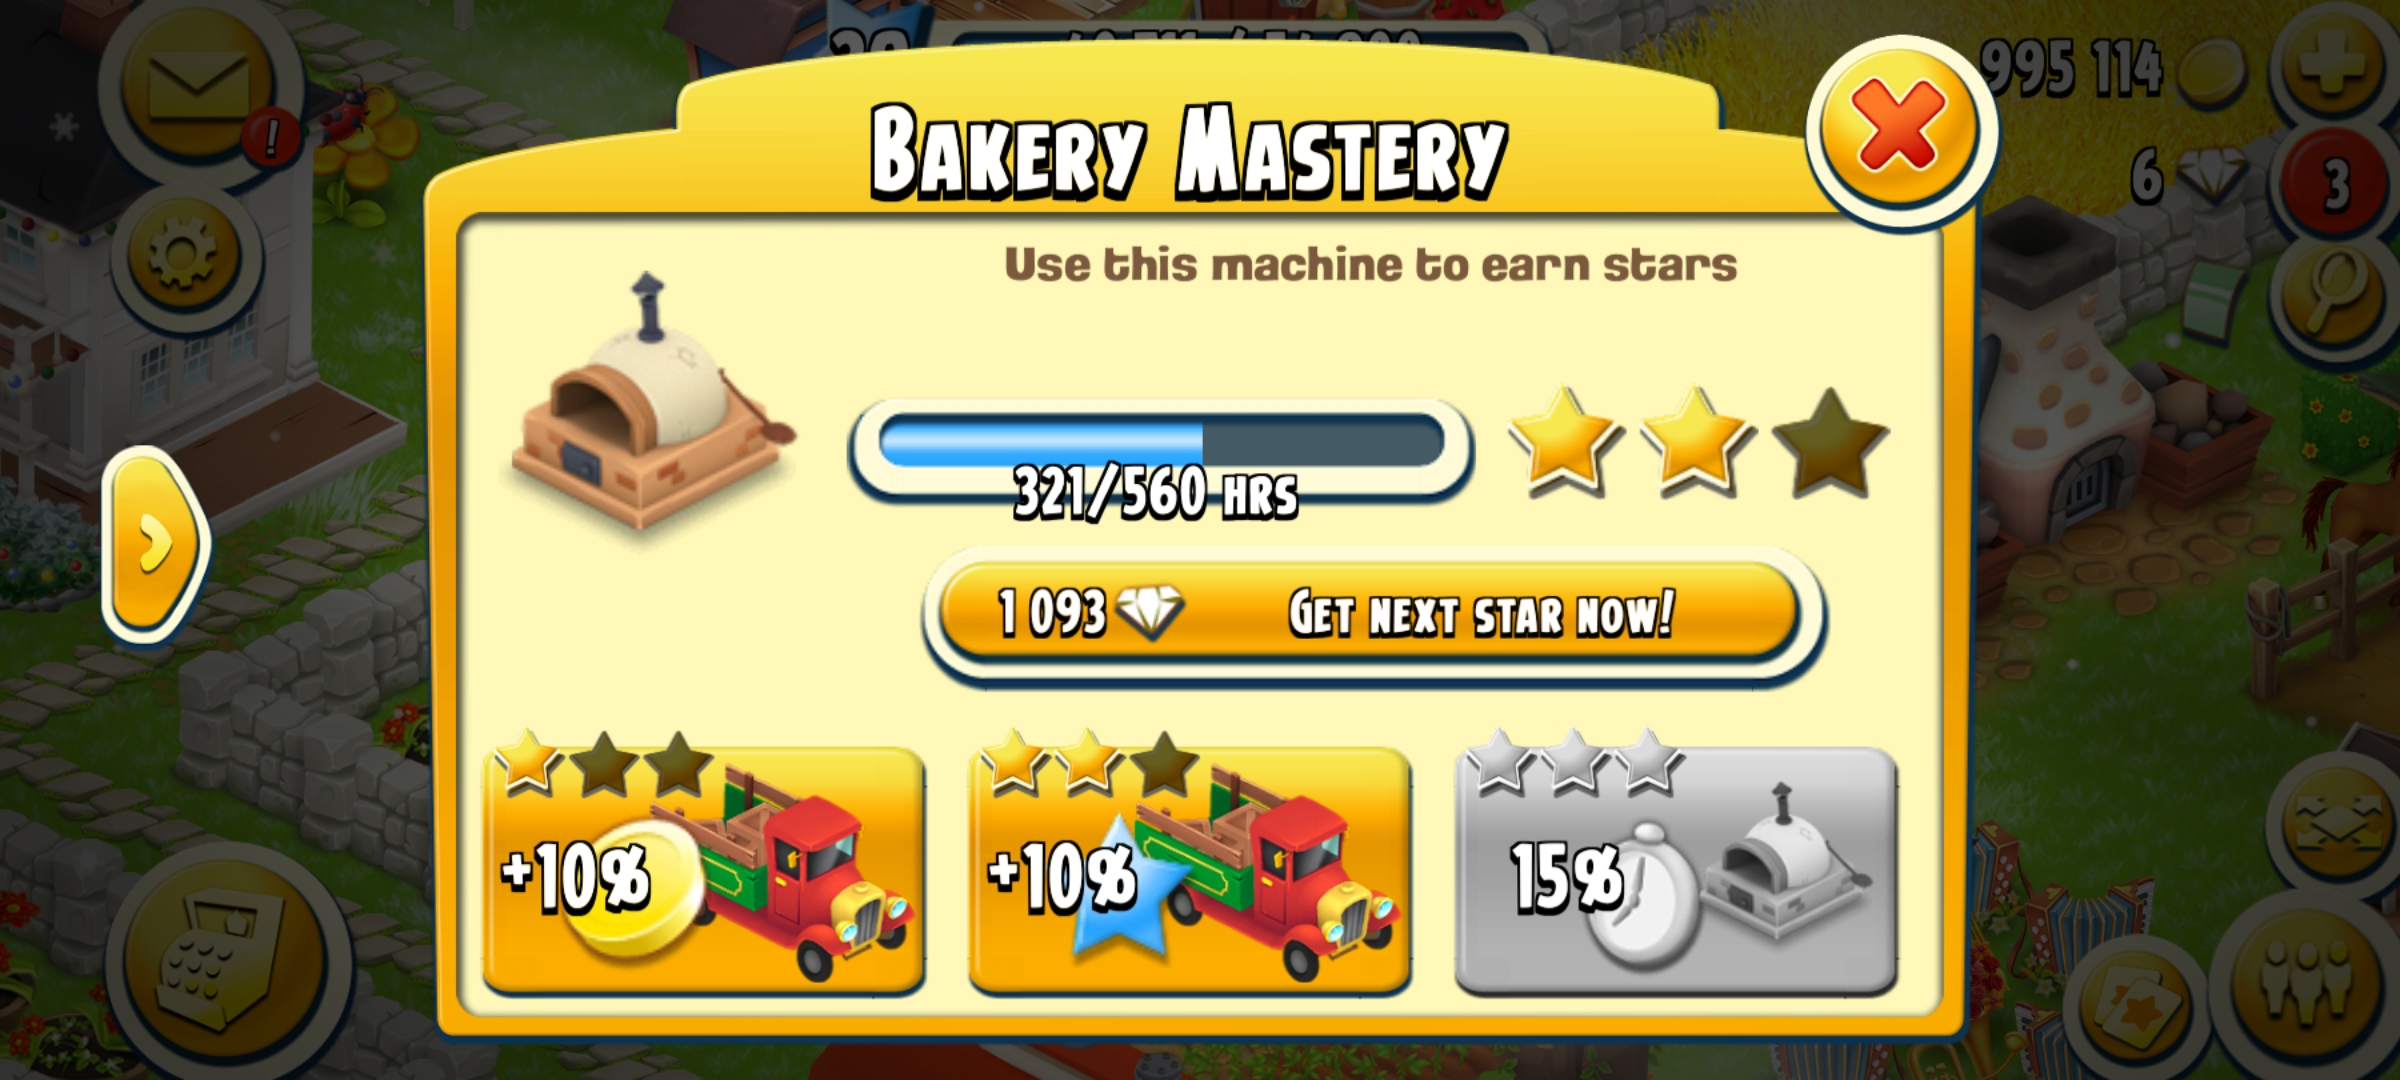 995 114
BAKERY MASTERY
!
6
3
Use this machine to earn stars
321/560 HRS
1 093 GET NEXT STAR NOW!
+10%
+10%
15%